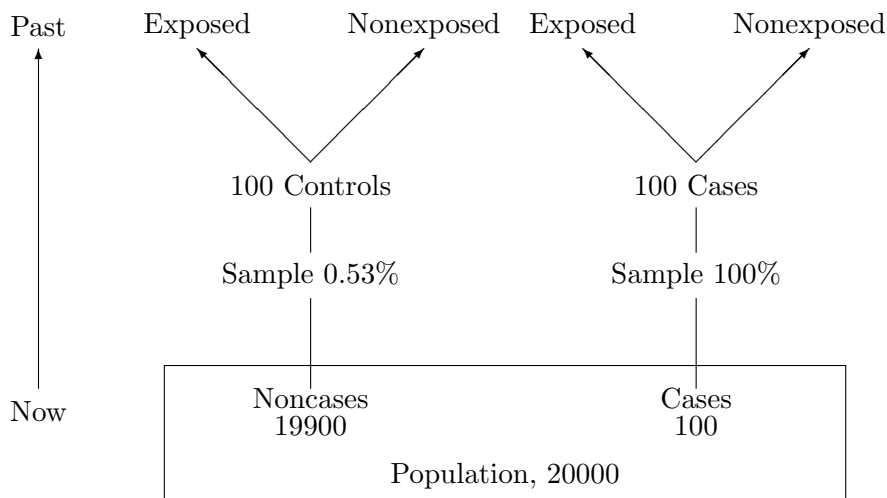 Past Exposed Nonexposed Exposed Nonexposed
100 Controls 100 Cases
Sample 0.53% Sample 100%
Noncases Cases
Now
19900 100
Population, 20000